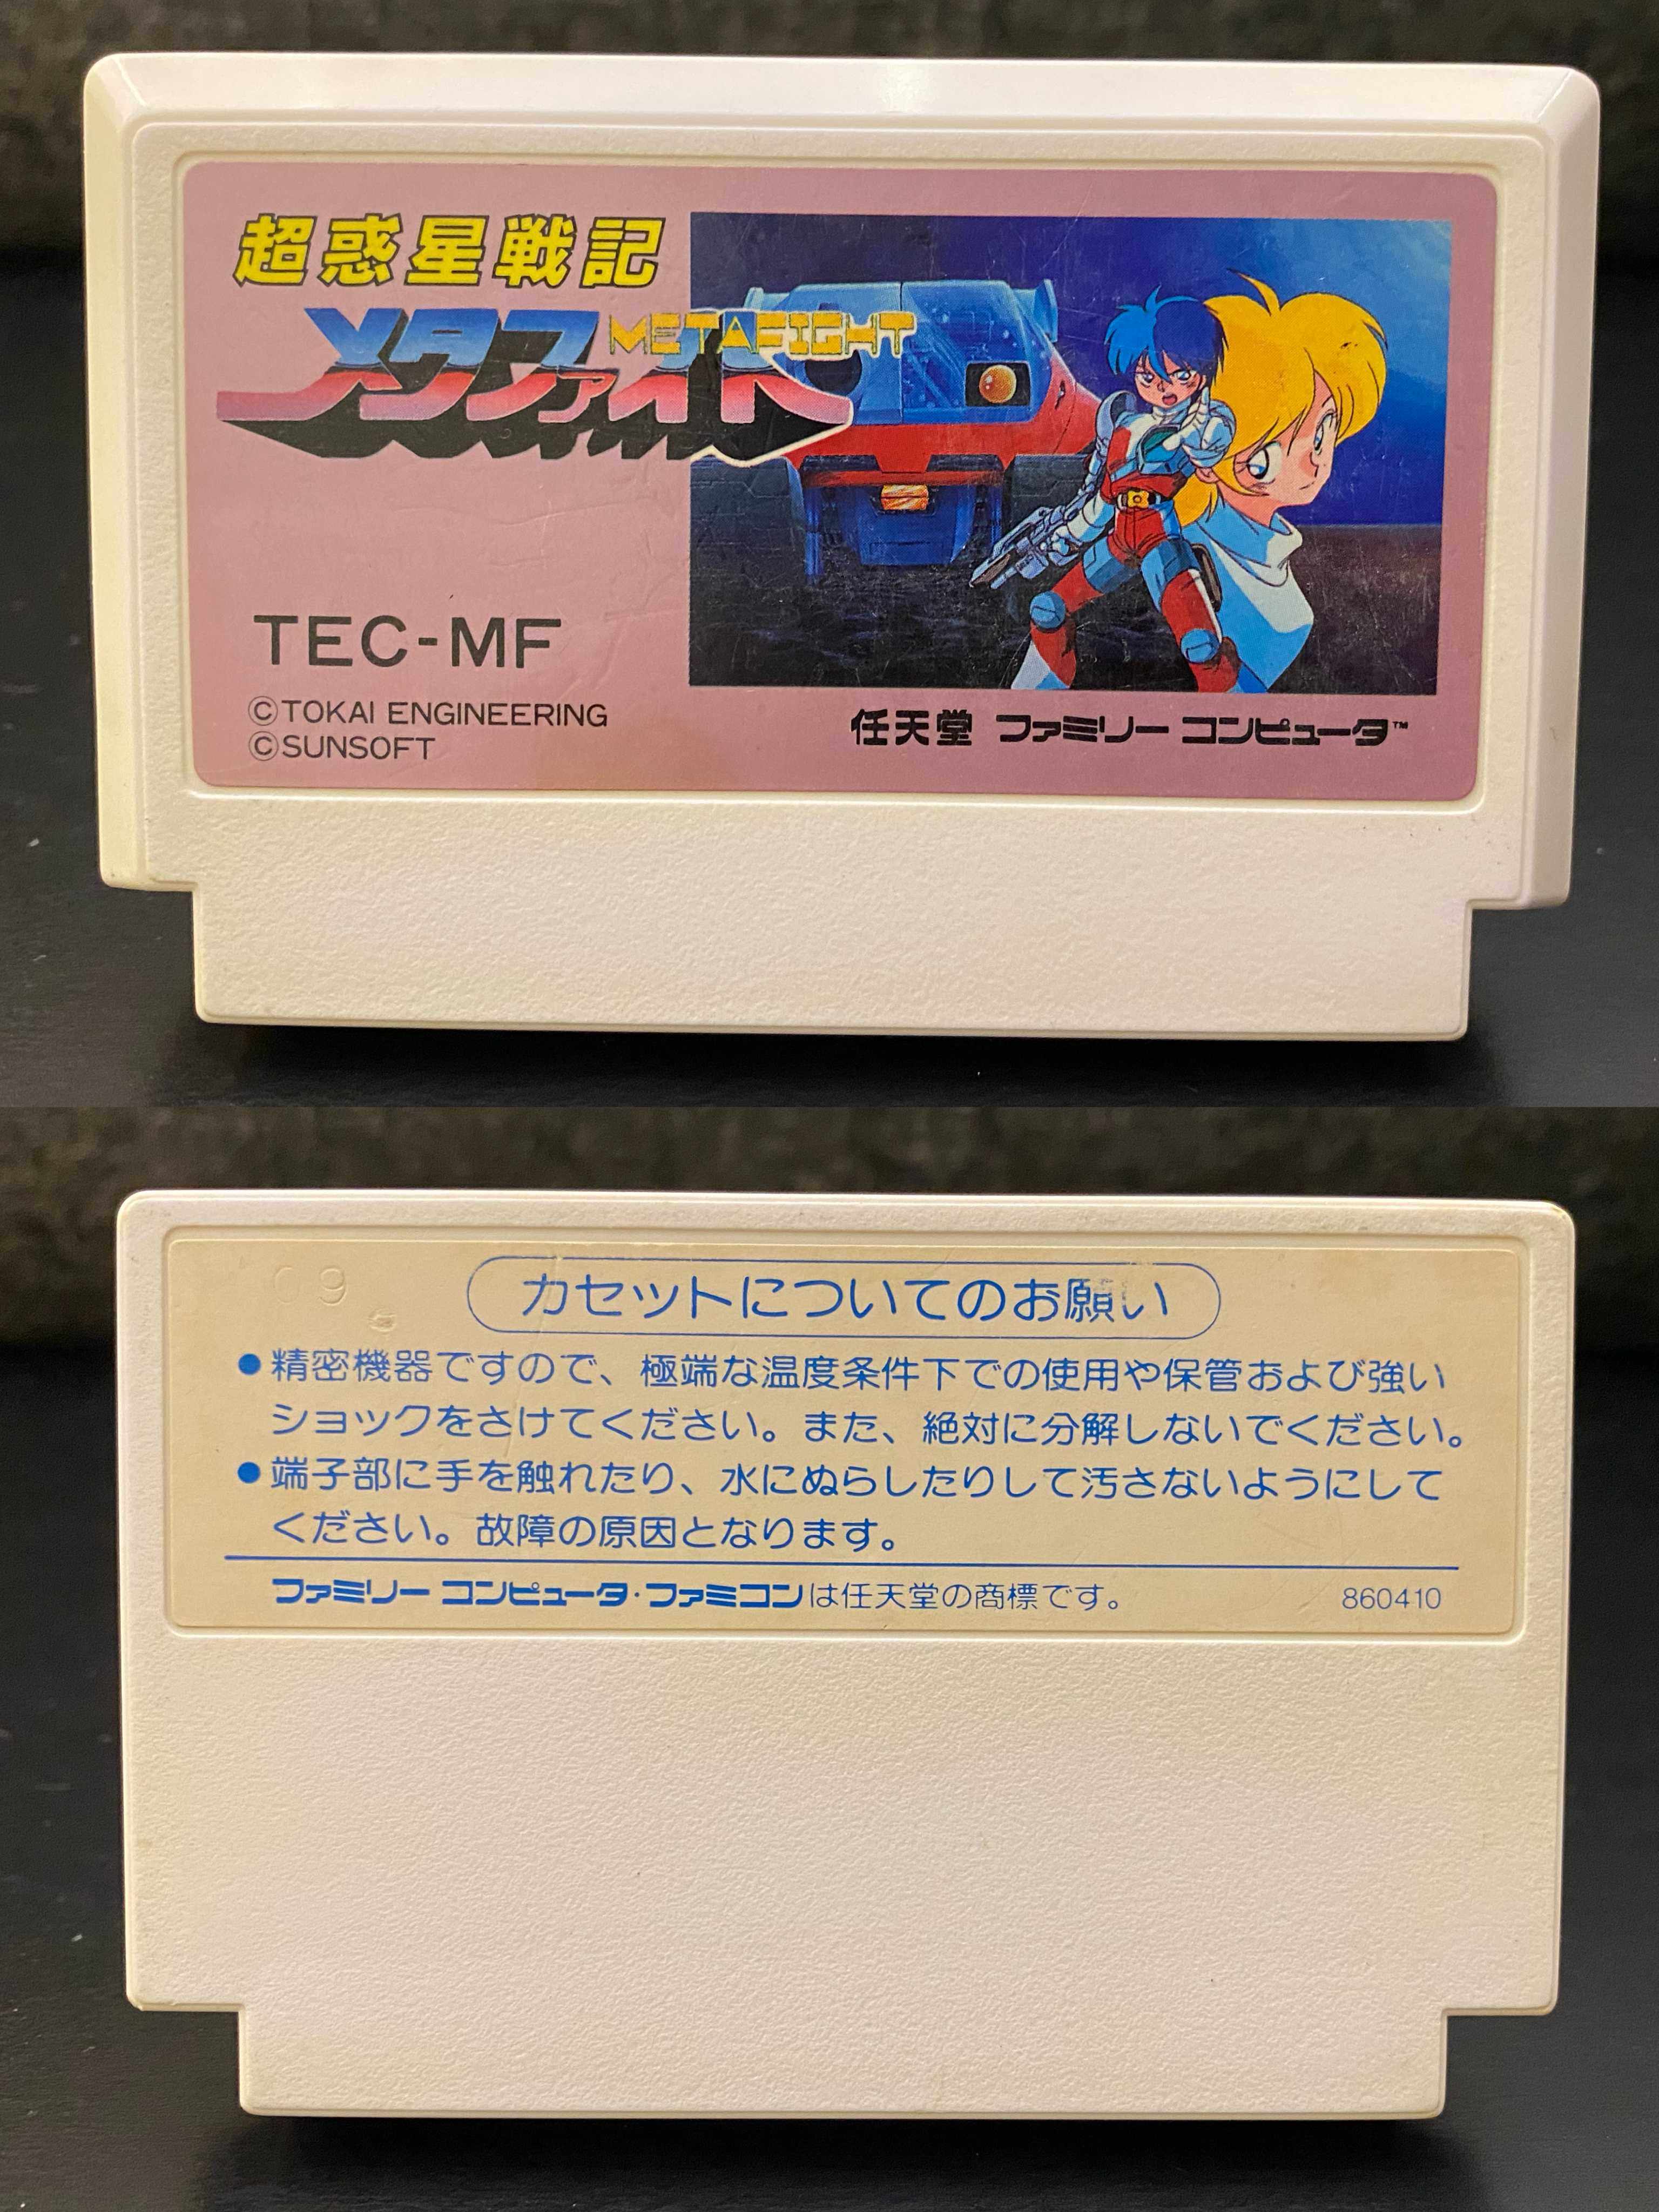 超惑星戦記
メタファイト
METAFIGHT
TEC-MF
©TOKAI ENGINEERING
©SUNSOFT
任天堂 ファミリー コンピュータ™
09
カセットについてのお願い
●精密機器ですので、極端な温度条件下での使用や保管および強い
ショックをさけてください。また、絶対に分解しないでください。
●端子部に手を触れたり、水にぬらしたりして汚さないようにして
ください。故障の原因となります。
ファミリー コンピュータ・ファミコンは任天堂の商標です。 860410